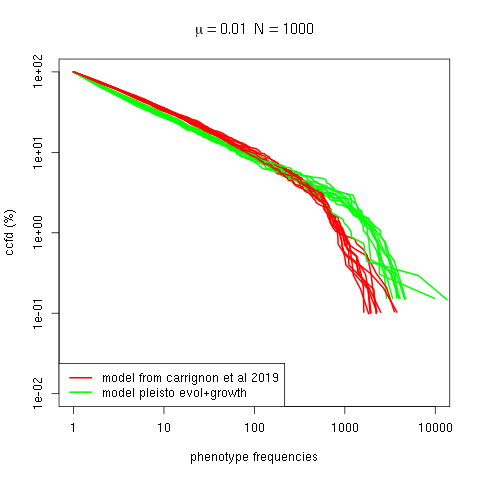 μ = 0.01 N = 1000
ccfd (%)
1e+02
1e+01
1e+00
1e-01
1e-02
model from carrignon et al 2019
model pleisto evol+growth
1 10 100 1000 10000
phenotype frequencies